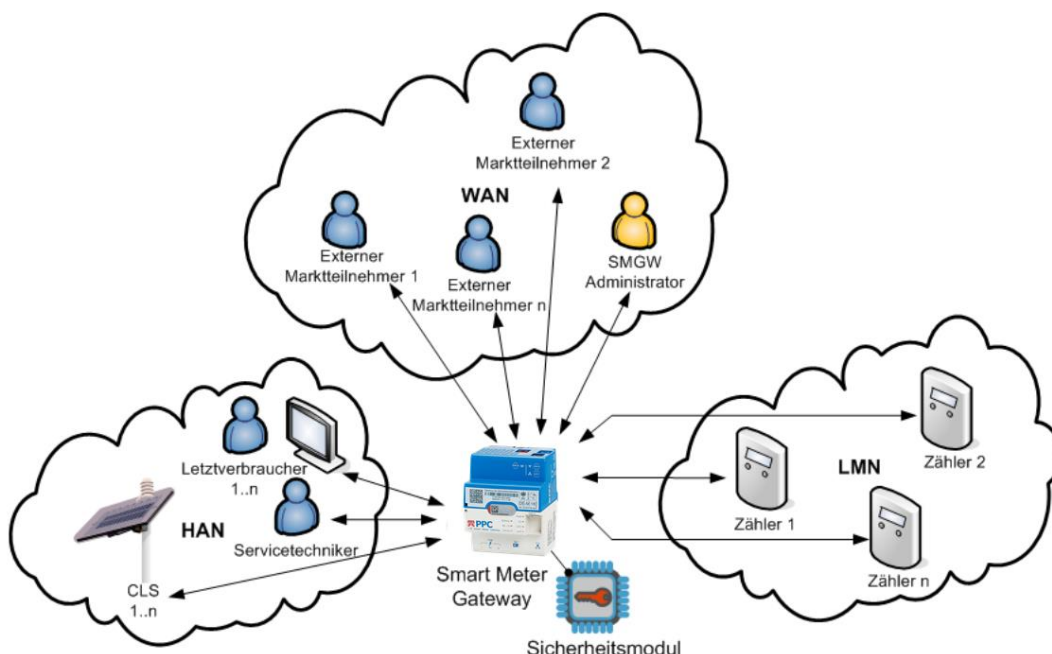 Externer
Marktteilnehmer 2
WAN
Externer
Marktteilnehmer 1
Externer
Marktteilnehmer n
SMGW
Administrator
Letztverbraucher
1..n
HAN
Servicetechniker
CLS
1..n
PPC
Smart Meter
Gateway
Sicherheitsmodul
LMN
Zähler 2
Zähler 1
Zähler n